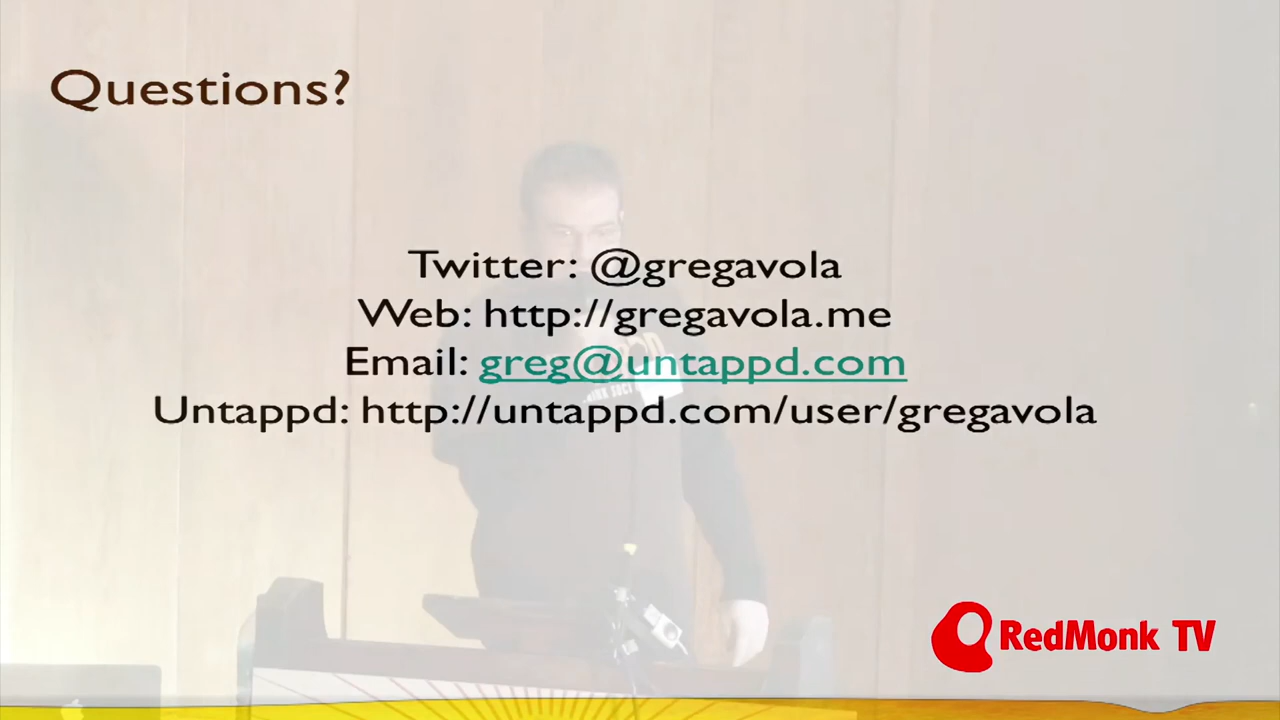 Questions?
Twitter: @gregavola
Web: http://gregavola.me
Email: greg@untappd.com
Untappd: http://untappd.com/user/gregavola
RedMonk TV